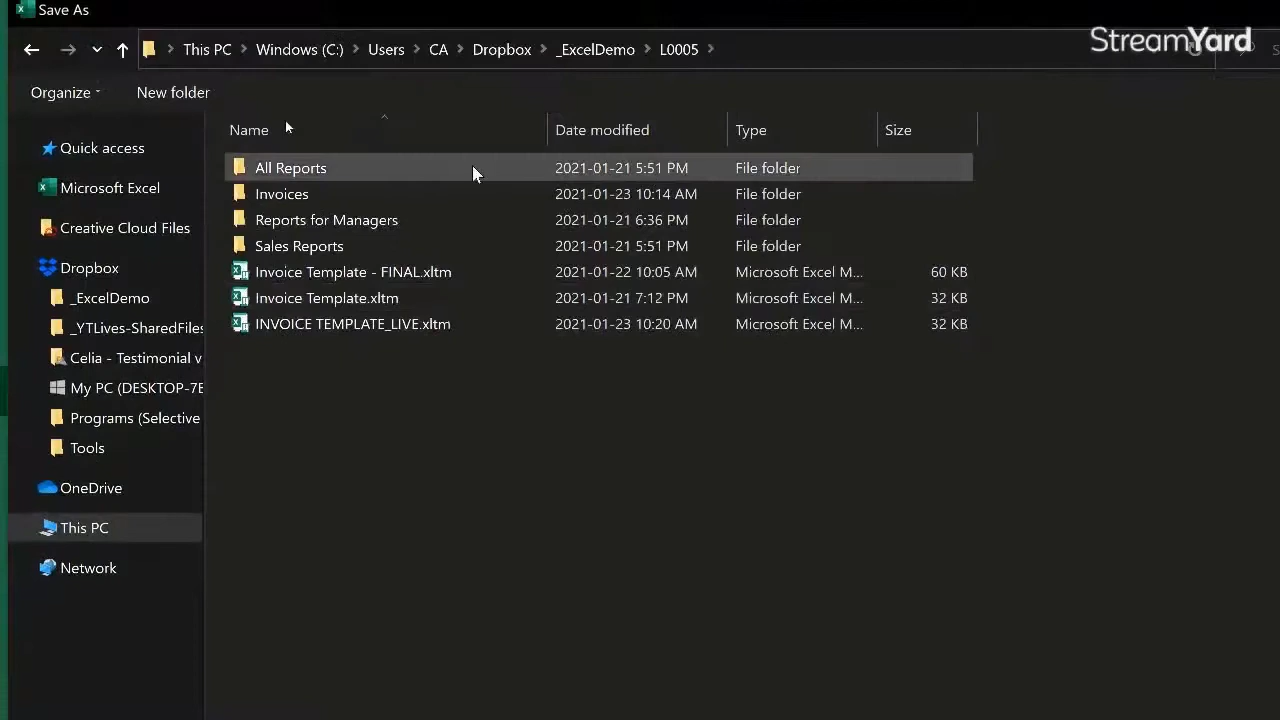 Save As
StreamYard
This PC Windows (C:) Users CA Dropbox _ExcelDemo L0005
Organize New folder
Name Date modified Type Size
Quick access
Microsoft Excel
Creative Cloud Files
Dropbox
_ExcelDemo
_YTLives-SharedFiles
Celia - Testimonial v
My PC (DESKTOP-7E
Programs (Selective
Tools
OneDrive
This PC
Network
All Reports 2021-01-21 5:51 PM File folder
Invoices 2021-01-23 10:14 AM File folder
Reports for Managers 2021-01-21 6:36 PM File folder
Sales Reports 2021-01-21 5:51 PM File folder
Invoice Template - FINAL.xltm 2021-01-22 10:05 AM Microsoft Excel M... 60 KB
Invoice Template.xltm 2021-01-21 7:12 PM Microsoft Excel M... 32 KB
INVOICE TEMPLATE_LIVE.xltm 2021-01-23 10:20 AM Microsoft Excel M... 32 KB